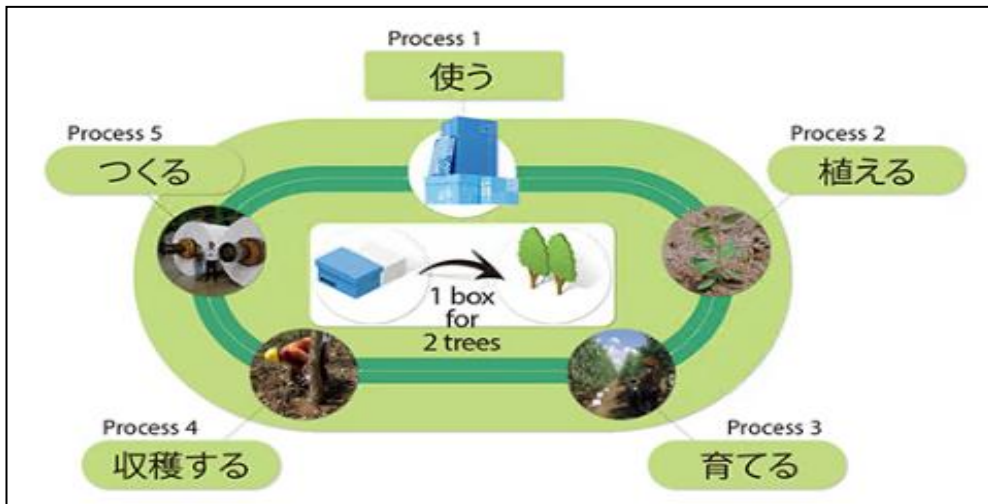 Process 1
使う
Process 2
植える
Process 3
育てる
Process 4
収穫する
Process 5
つくる
1 box
for
2 trees